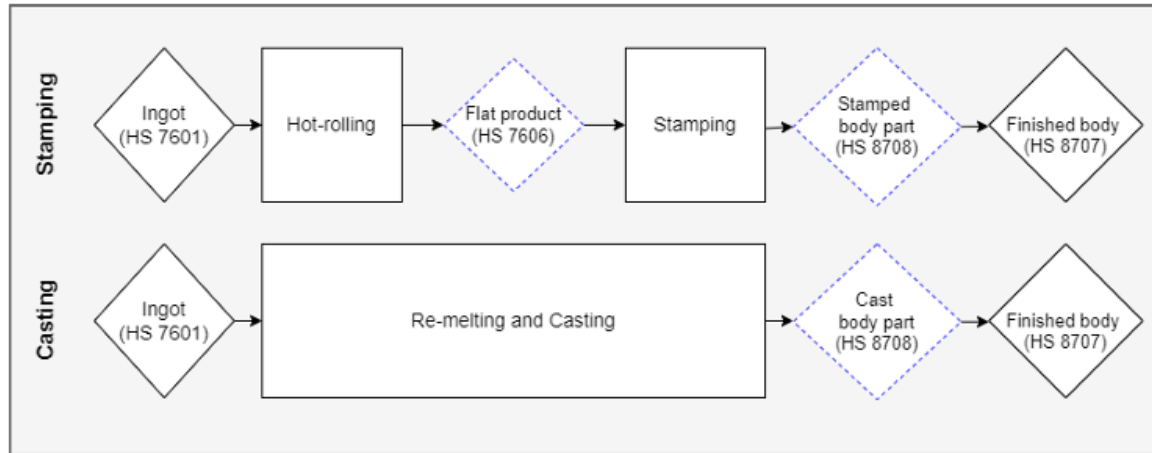 Stamping
Ingot
(HS 7601)
Hot-rolling
Flat product
(HS 7606)
Stamping
Stamped
body part
(HS 8708)
Finished body
(HS 8707)
Casting
Ingot
(HS 7601)
Re-melting and Casting
Cast
body part
(HS 8708)
Finished body
(HS 8707)